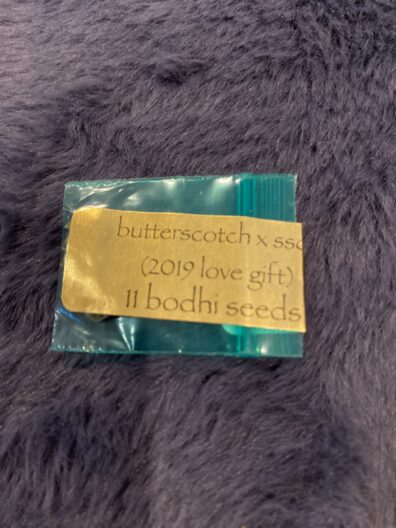 butterscotch x ssc
(2019 love gift)
11 bodhi seeds